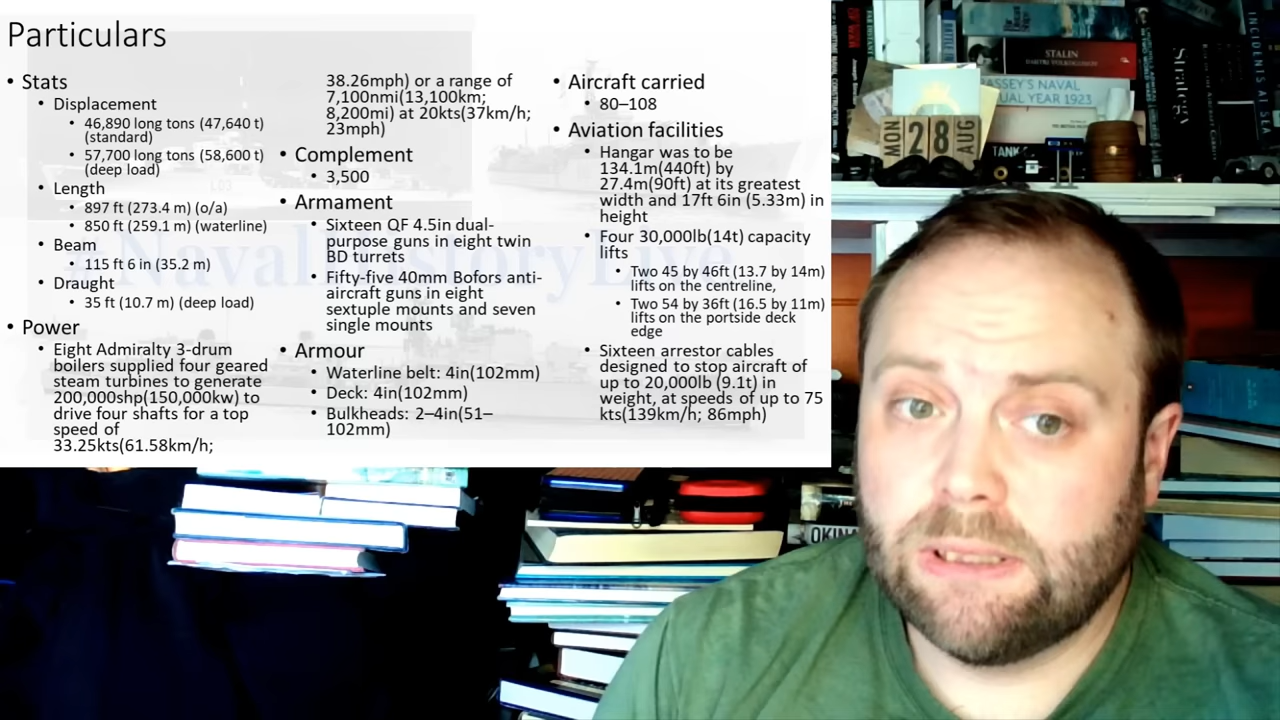 Particulars
• Stats
• Displacement
• 46,890 long tons (47,640 t)
(standard)
• 57,700 long tons (58,600 t)
(deep load)
• Length
• 897 ft (273.4 m) (o/a)
• 850 ft (259.1 m) (waterline)
• Beam
• 115 ft 6 in (35.2 m)
• Draught
• 35 ft (10.7 m) (deep load)
• Power
• Eight Admiralty 3-drum
boilers supplied four geared
steam turbines to generate
200,000shp(150,000kw) to
drive four shafts for a top
speed of
33.25kts(61.58km/h;
38.26mph) or a range of
7,100nmi(13,100km;
8,200mi) at 20kts(37km/h;
23mph)
• Complement
• 3,500
• Armament
• Sixteen QF 4.5in dual-
purpose guns in eight twin
BD turrets
• Fifty-five 40mm Bofors anti-
aircraft guns in eight
sextuple mounts and seven
single mounts
• Armour
• Waterline belt: 4in(102mm)
• Deck: 4in(102mm)
• Bulkheads: 2–4in(51–
102mm)
• Aircraft carried
• 80–108
• Aviation facilities
• Hangar was to be
134.1m(440ft) by
27.4m(90ft) at its greatest
width and 17ft 6in (5.33m) in
height
• Four 30,000lb(14t) capacity
lifts
• Two 45 by 46ft (13.7 by 14m)
lifts on the centreline,
• Two 54 by 36ft (16.5 by 11m)
lifts on the portside deck
edge
• Sixteen arrestor cables
designed to stop aircraft of
up to 20,000lb (9.1t) in
weight, at speeds of up to 75
kts(139km/h; 86mph)
STALIN
NAVAL
YEAR 1923
MON 28 AUG
TANK
Strategy
OKIN